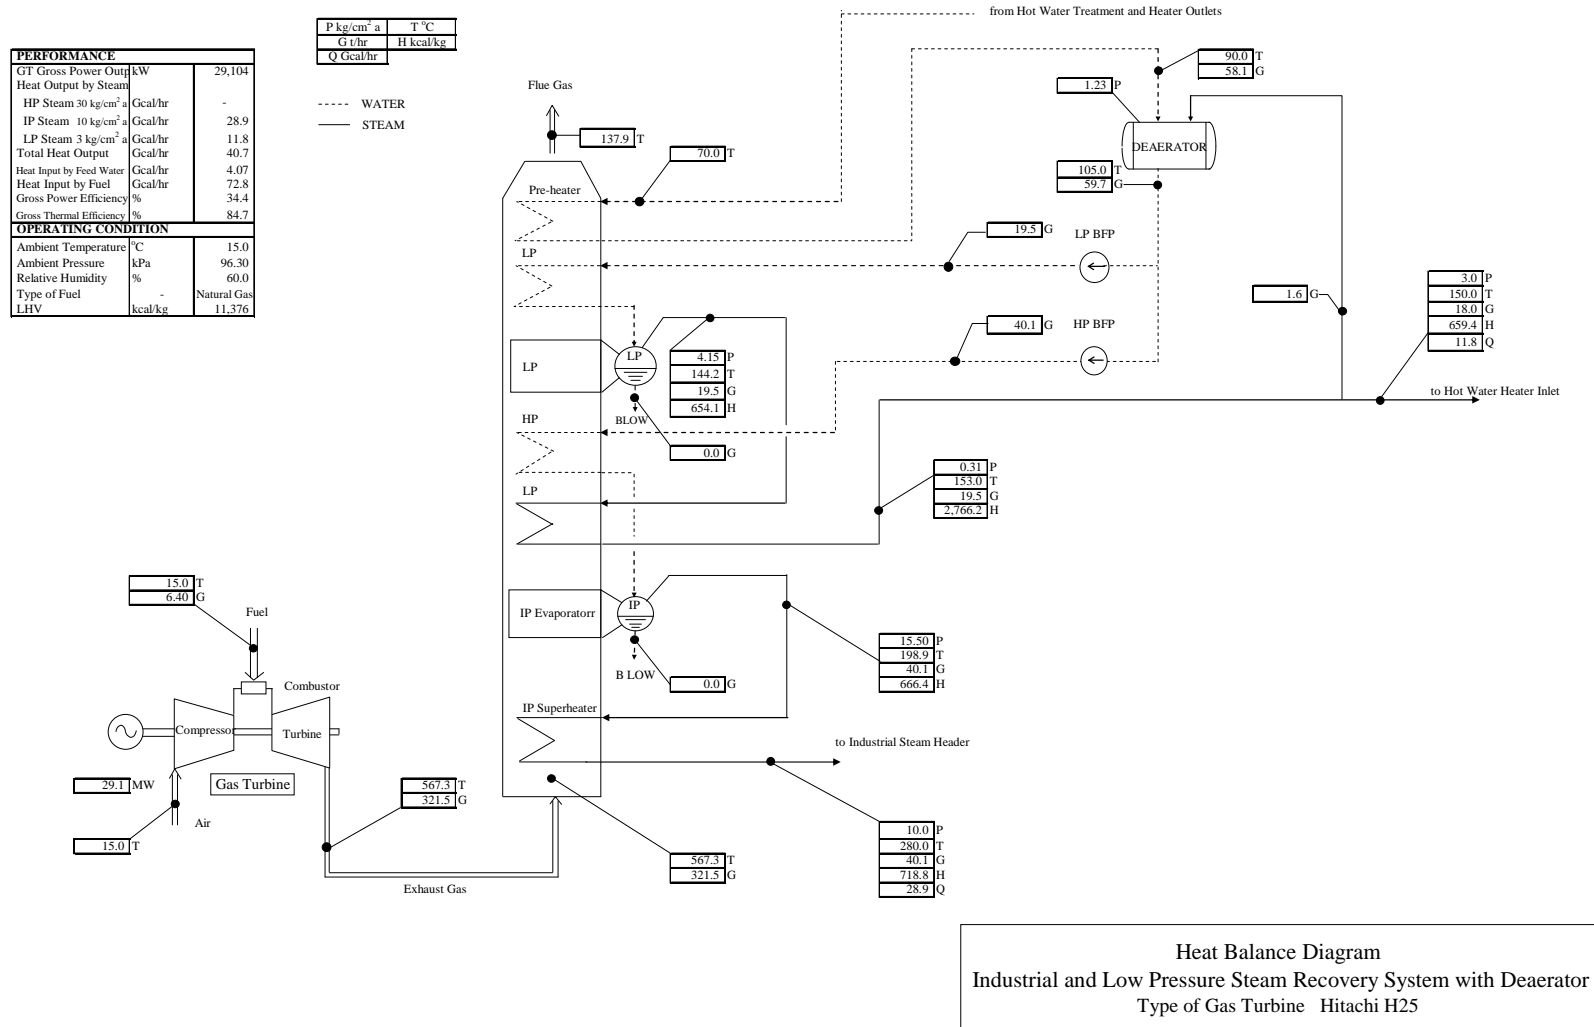 from Hot Water Treatment and Heater Outlets
P kg/cm² a T °C
G t/hr H kcal/kg
Q Gcal/hr
WATER
STEAM
PERFORMANCE
GT Gross Power Outp kW 29,104
Heat Output by Steam
HP Steam 30 kg/cm² a Gcal/hr -
IP Steam 10 kg/cm² a Gcal/hr 28.9
LP Steam 3 kg/cm² a Gcal/hr 11.8
Total Heat Output Gcal/hr 40.7
Heat Input by Feed Water Gcal/hr 4.07
Heat Input by Fuel Gcal/hr 72.8
Gross Power Efficiency % 34.4
Gross Thermal Efficiency % 84.7
OPERATING CONDITION
Ambient Temperature °C 15.0
Ambient Pressure kPa 96.30
Relative Humidity % 60.0
Type of Fuel - Natural Gas
LHV kcal/kg 11,376
Flue Gas
137.9 T
70.0 T
90.0 T
58.1 G
1.23 P
DEAERATOR
105.0 T
59.7 G
Pre-heater
19.5 G
LP BFP
LP
40.1 G
HP BFP
1.6 G
3.0 P
150.0 T
18.0 G
659.4 H
11.8 Q
to Hot Water Heater Inlet
LP
LP
4.15 P
144.2 T
19.5 G
654.1 H
BLOW
0.0 G
HP
LP
0.31 P
153.0 T
19.5 G
2,766.2 H
15.0 T
6.40 G
Fuel
Combustor
Compressor
Turbine
29.1 MW
Gas Turbine
Air
15.0 T
567.3 T
321.5 G
Exhaust Gas
IP Evaporatorr
IP
B LOW
0.0 G
15.50 P
198.9 T
40.1 G
666.4 H
IP Superheater
to Industrial Steam Header
567.3 T
321.5 G
10.0 P
280.0 T
40.1 G
718.8 H
28.9 Q
Heat Balance Diagram
Industrial and Low Pressure Steam Recovery System with Deaerator
Type of Gas Turbine Hitachi H25